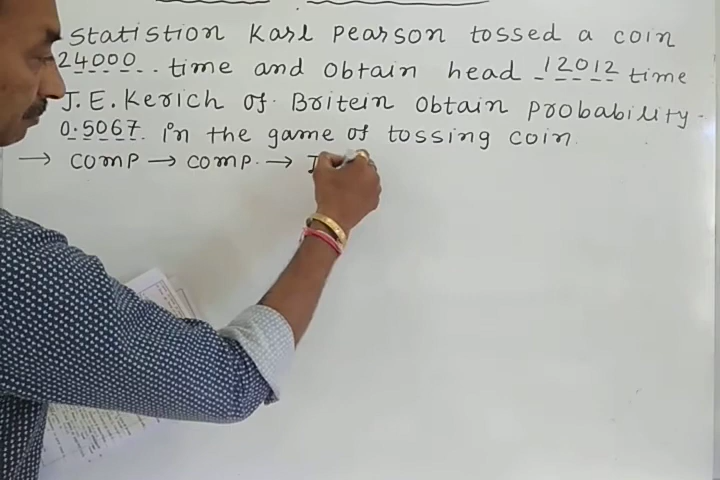 Statistion Karl Pearson tossed a coin
24000 time and obtain head 12012 time
J.E. Kerich of Britein obtain probability.
0.5067 in the game of tossing coin.
→ comp → comp. → I